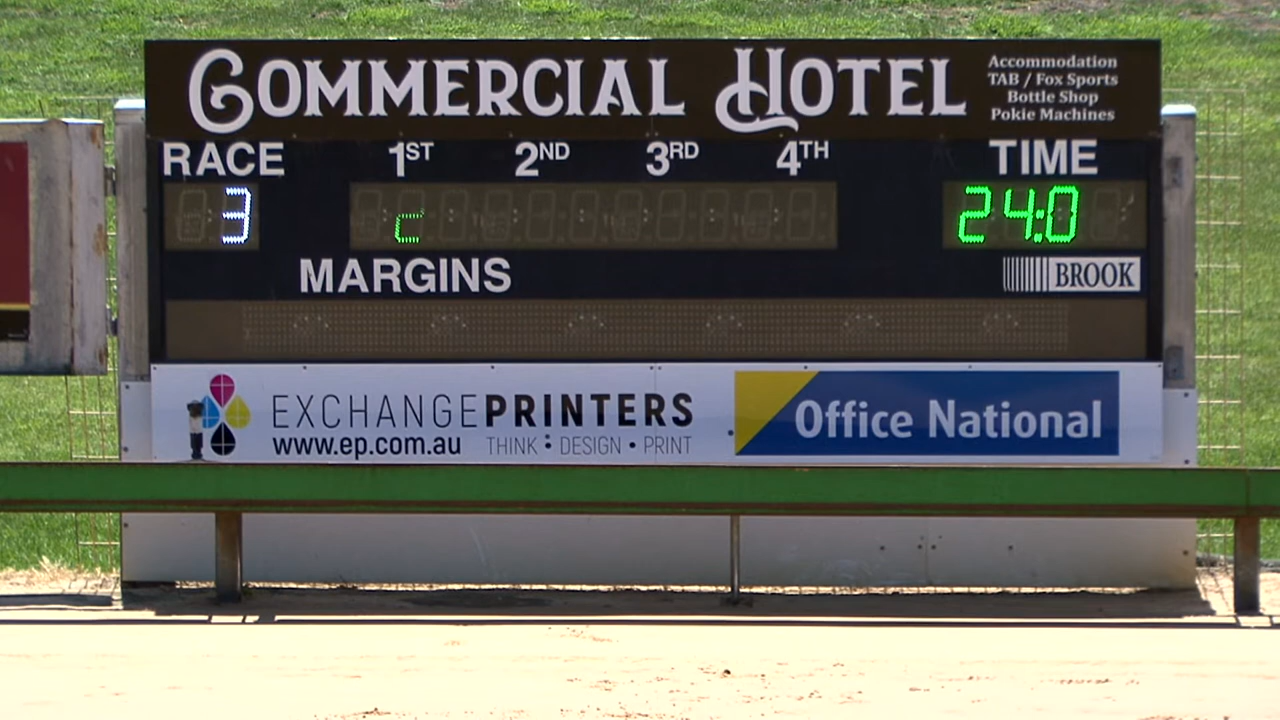 COMMERCIAL HOTEL
Accommodation
TAB / Fox Sports
Bottle Shop
Pokie Machines
RACE 1ST 2ND 3RD 4TH TIME
3 c 24:0
MARGINS
BROOK
EXCHANGEPRINTERS
www.ep.com.au THINK • DESIGN • PRINT
Office National